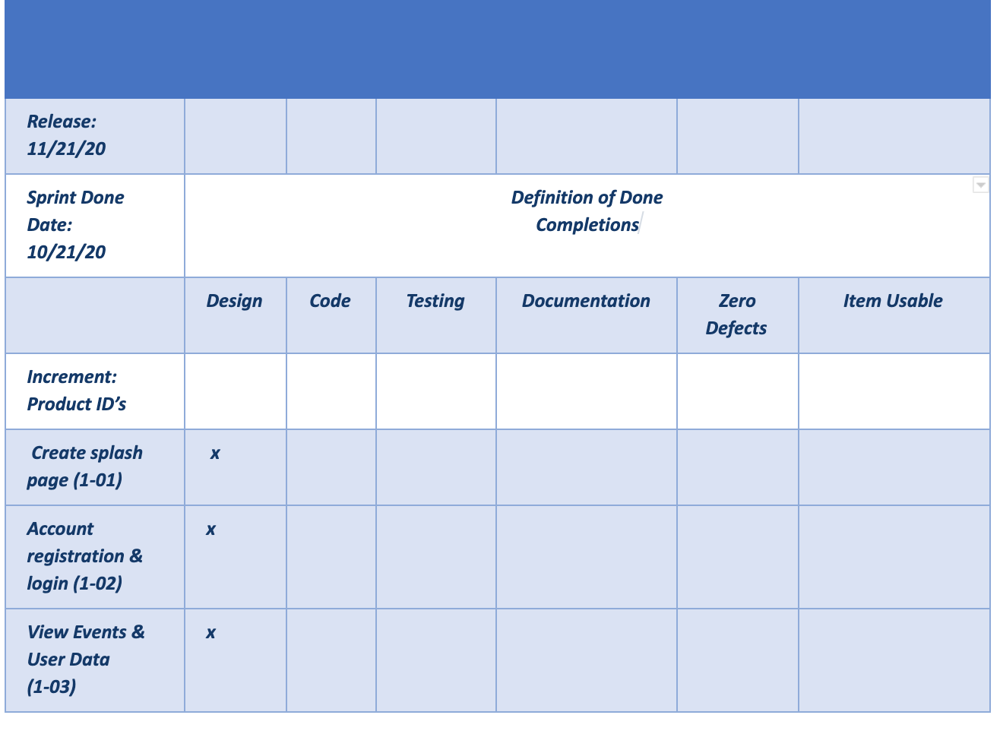 Release:
11/21/20
Sprint Done
Date:
10/21/20
Definition of Done
Completions
Design
Code
Testing
Documentation
Zero
Defects
Item Usable
Increment:
Product ID’s
Create splash
page (1-01)
x
Account
registration &
login (1-02)
x
View Events &
User Data
(1-03)
x